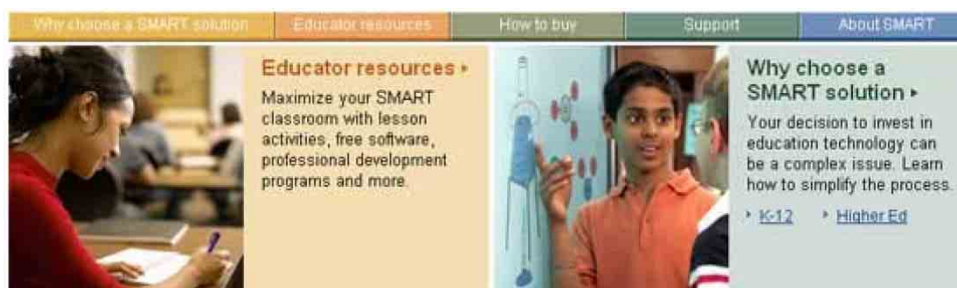 Why choose a SMART solution
Educator resources
How to buy
Support
About SMART
Educator resources ▸
Maximize your SMART
classroom with lesson
activities, free software,
professional development
programs and more.
Why choose a
SMART solution ▸
Your decision to invest in
education technology can
be a complex issue. Learn
how to simplify the process.
▸ K-12 ▸ Higher Ed